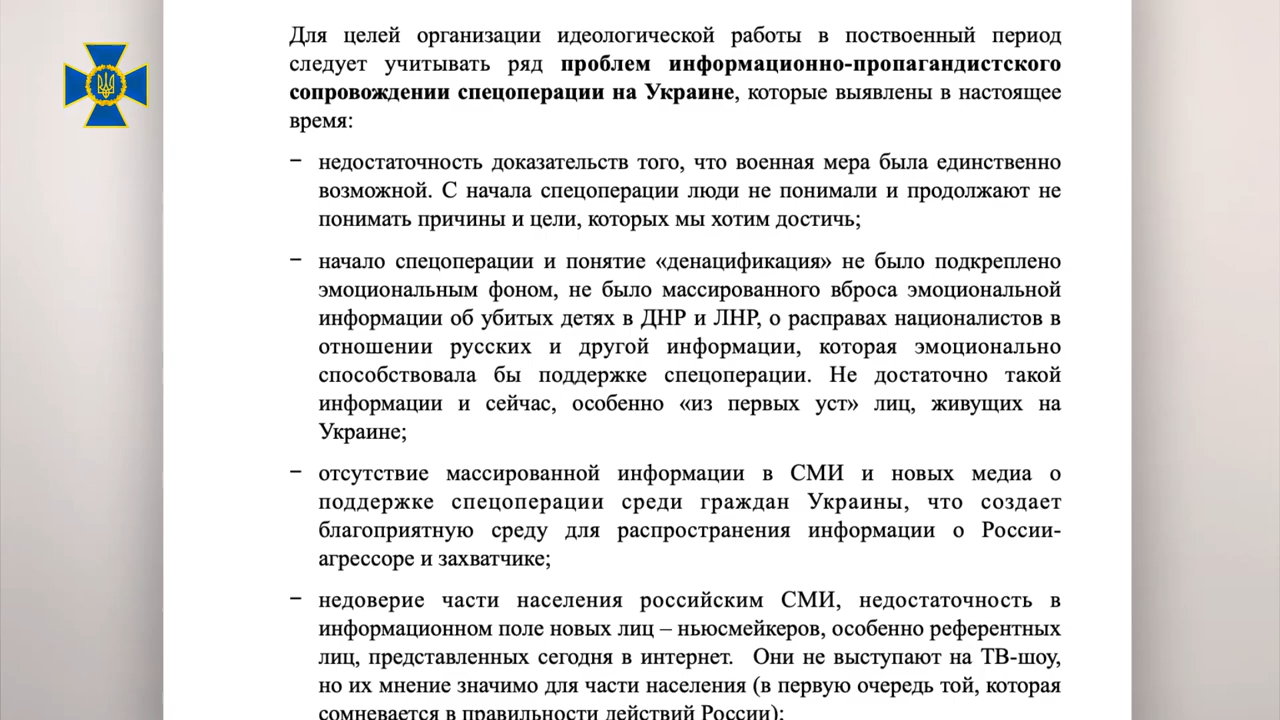 Для целей организации идеологической работы в поствоенный период
следует учитывать ряд проблем информационно-пропагандистского
сопровождении спецоперации на Украине, которые выявлены в настоящее
время:
− недостаточность доказательств того, что военная мера была единственно
возможной. С начала спецоперации люди не понимали и продолжают не
понимать причины и цели, которых мы хотим достичь;
− начало спецоперации и понятие «денацификация» не было подкреплено
эмоциональным фоном, не было массированного вброса эмоциональной
информации об убитых детях в ДНР и ЛНР, о расправах националистов в
отношении русских и другой информации, которая эмоционально
способствовала бы поддержке спецоперации. Не достаточно такой
информации и сейчас, особенно «из первых уст» лиц, живущих на
Украине;
− отсутствие массированной информации в СМИ и новых медиа о
поддержке спецоперации среди граждан Украины, что создает
благоприятную среду для распространения информации о России-
агрессоре и захватчике;
− недоверие части населения российским СМИ, недостаточность в
информационном поле новых лиц – ньюсмейкеров, особенно референтных
лиц, представленных сегодня в интернет. Они не выступают на ТВ-шоу,
но их мнение значимо для части населения (в первую очередь той, которая
сомневается в правильности действий России);